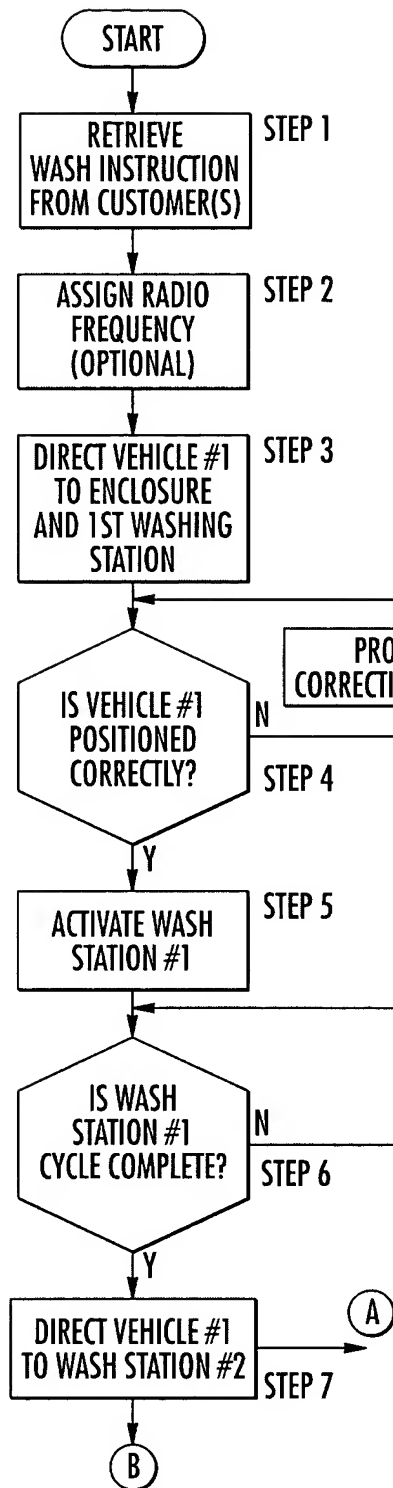 START
RETRIEVE
WASH INSTRUCTION
FROM CUSTOMER(S)
STEP 1
ASSIGN RADIO
FREQUENCY
(OPTIONAL)
STEP 2
DIRECT VEHICLE #1
TO ENCLOSURE
AND 1ST WASHING
STATION
STEP 3
IS VEHICLE #1
POSITIONED
CORRECTLY?
N
STEP 4
Y
ACTIVATE WASH
STATION #1
STEP 5
IS WASH
STATION #1
CYCLE COMPLETE?
N
STEP 6
Y
DIRECT VEHICLE #1
TO WASH STATION #2
STEP 7
A
B